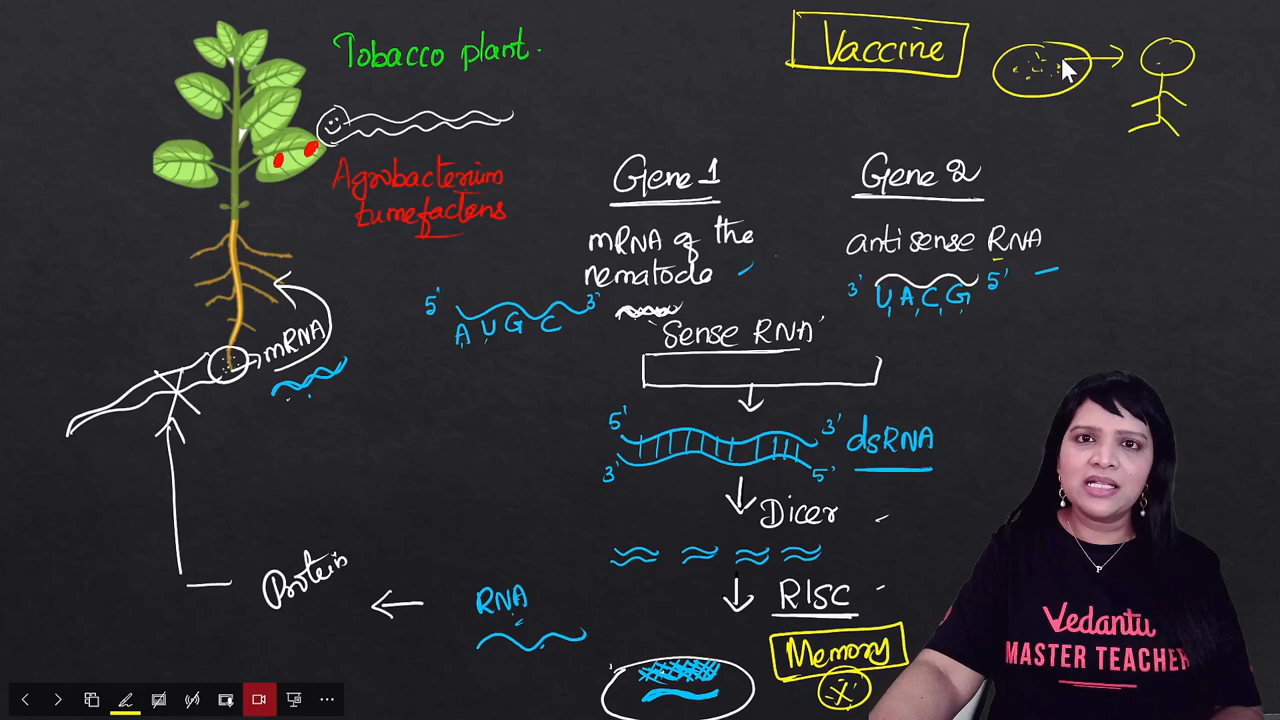 Tobacco plant.
Agrobacterium
tumefaciens
Vaccine
Gene 1
mRNA of the
nematode
5' 3'
A U G C
'Sense RNA'
Gene 2
antisense RNA
3' 5'
U A C G
mRNA
5' 3'
3' 5'
dsRNA
Dicer
RISC
Memory
RNA
Protein
P
Vedantu
MASTER TEACHER